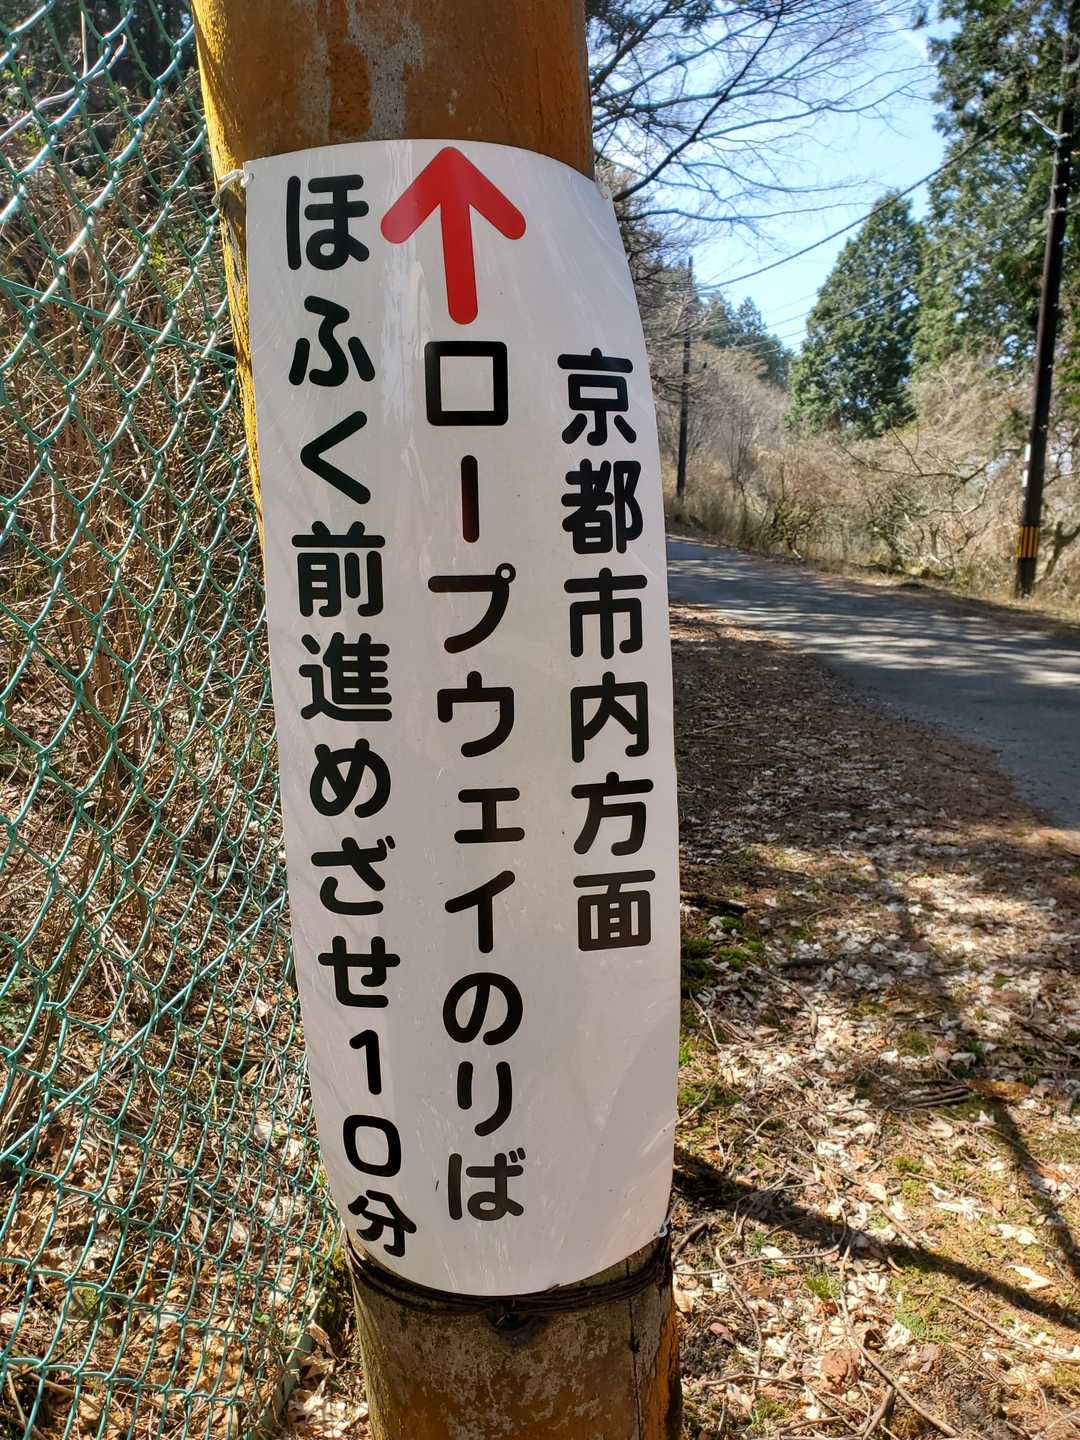 京都市内方面
ロープウェイのりば
ほふく前進めざせ10分